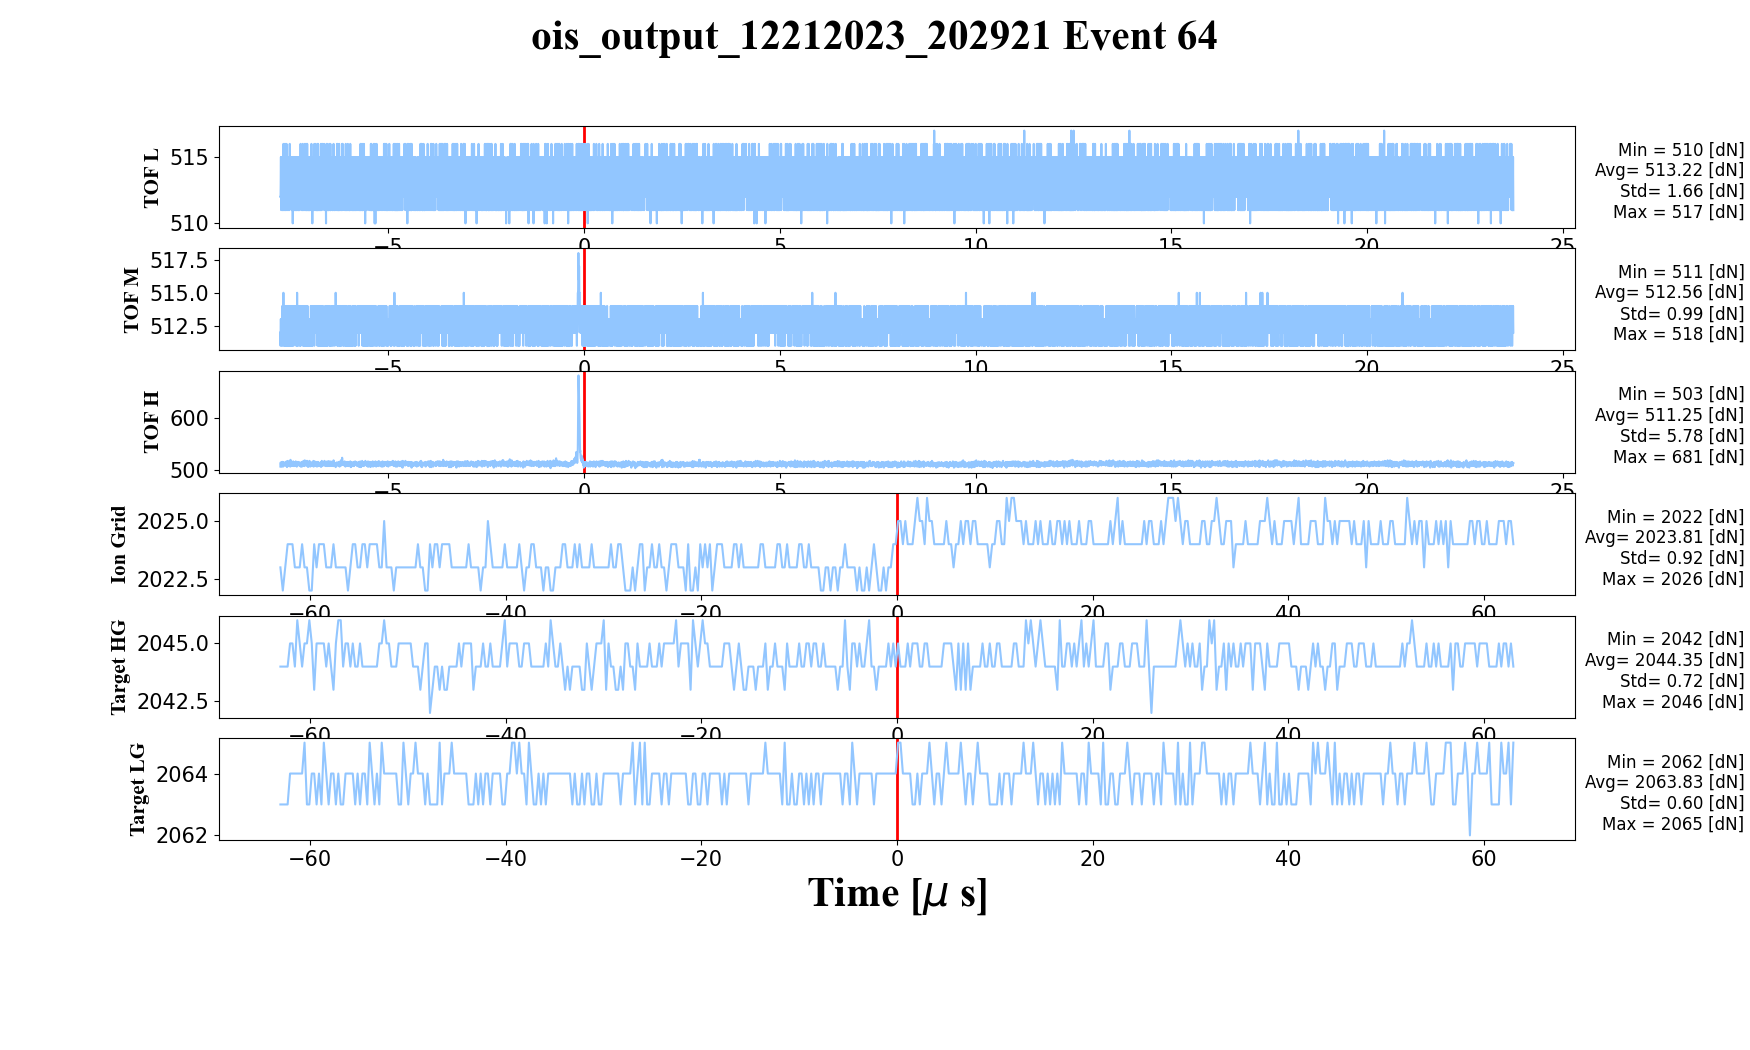 ois_output_12212023_202921 Event 64
TOF L
515
510
−5 0 5 10 15 20 25
Min = 510 [dN]
Avg= 513.22 [dN]
Std= 1.66 [dN]
Max = 517 [dN]
TOF M
517.5
515.0
512.5
−5 0 5 10 15 20 25
Min = 511 [dN]
Avg= 512.56 [dN]
Std= 0.99 [dN]
Max = 518 [dN]
TOF H
600
500
−5 0 5 10 15 20 25
Min = 503 [dN]
Avg= 511.25 [dN]
Std= 5.78 [dN]
Max = 681 [dN]
Ion Grid
2025.0
2022.5
−60 −40 −20 0 20 40 60
Min = 2022 [dN]
Avg= 2023.81 [dN]
Std= 0.92 [dN]
Max = 2026 [dN]
Target HG
2045.0
2042.5
−60 −40 −20 0 20 40 60
Min = 2042 [dN]
Avg= 2044.35 [dN]
Std= 0.72 [dN]
Max = 2046 [dN]
Target LG
2064
2062
−60 −40 −20 0 20 40 60
Min = 2062 [dN]
Avg= 2063.83 [dN]
Std= 0.60 [dN]
Max = 2065 [dN]
Time [μ s]